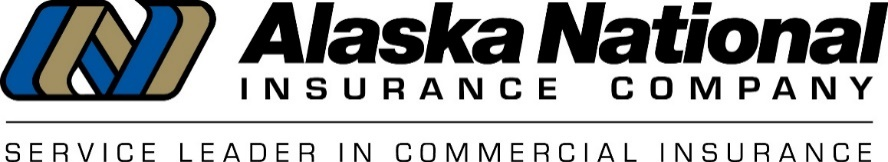 Alaska National
INSURANCE COMPANY
SERVICE LEADER IN COMMERCIAL INSURANCE